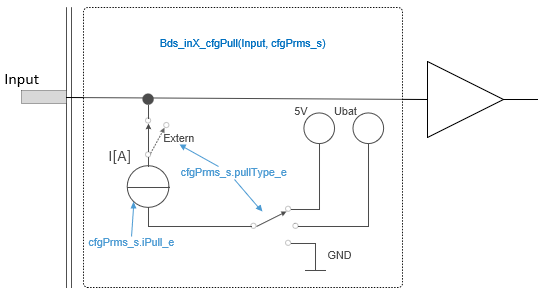 Bds_inX_cfgPull(Input, cfgPrms_s)
Input
5V
Ubat
Extern
I[A]
cfgPrms_s.pullType_e
cfgPrms_s.iPull_e
GND